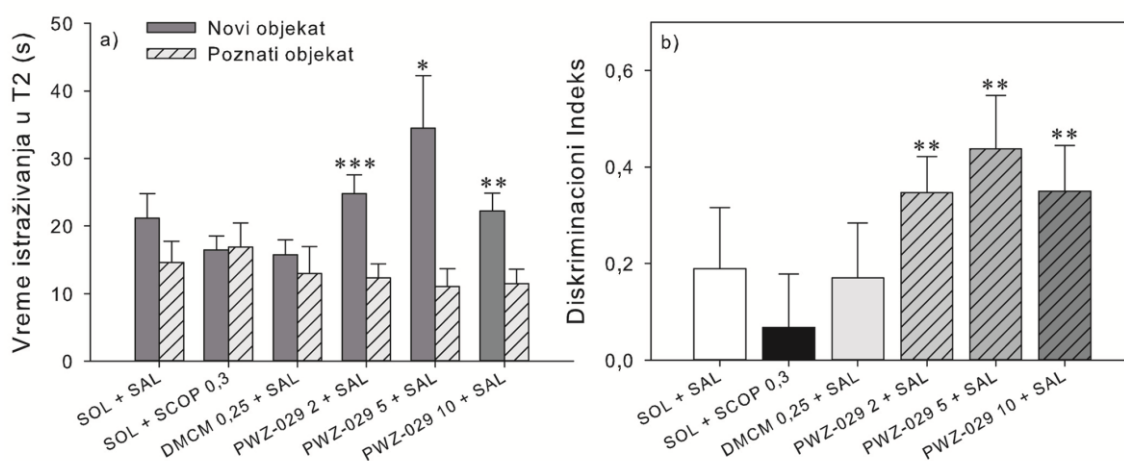 a)
Novi objekat
Poznati objekat
Vreme istraživanja u T2 (s)
50
40
30
20
10
0
*
***
**
SOL + SAL
SOL + SCOP 0,3
DMCM 0,25 + SAL
PWZ-029 2 + SAL
PWZ-029 5 + SAL
PWZ-029 10 + SAL
b)
Diskriminacioni Indeks
0,6
0,4
0,2
0,0
**
**
**
SOL + SAL
SOL + SCOP 0,3
DMCM 0,25 + SAL
PWZ-029 2 + SAL
PWZ-029 5 + SAL
PWZ-029 10 + SAL